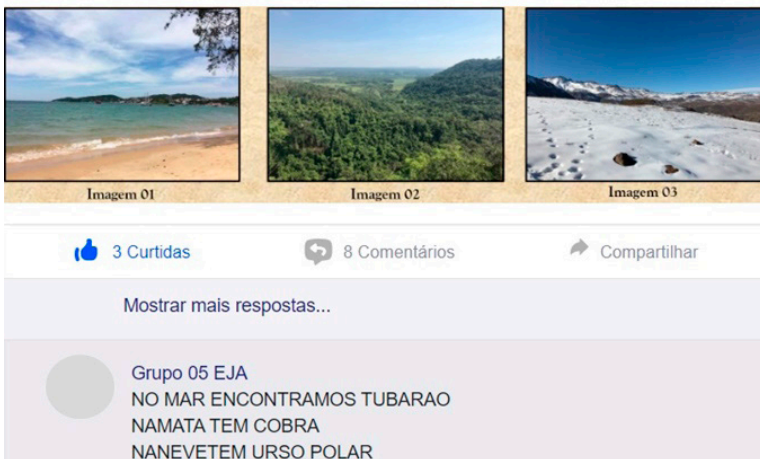 Imagem 01
Imagem 02
Imagem 03
3 Curtidas
8 Comentários
Compartilhar
Mostrar mais respostas...
Grupo 05 EJA
NO MAR ENCONTRAMOS TUBARAO
NAMATA TEM COBRA
NANEVETEM URSO POLAR